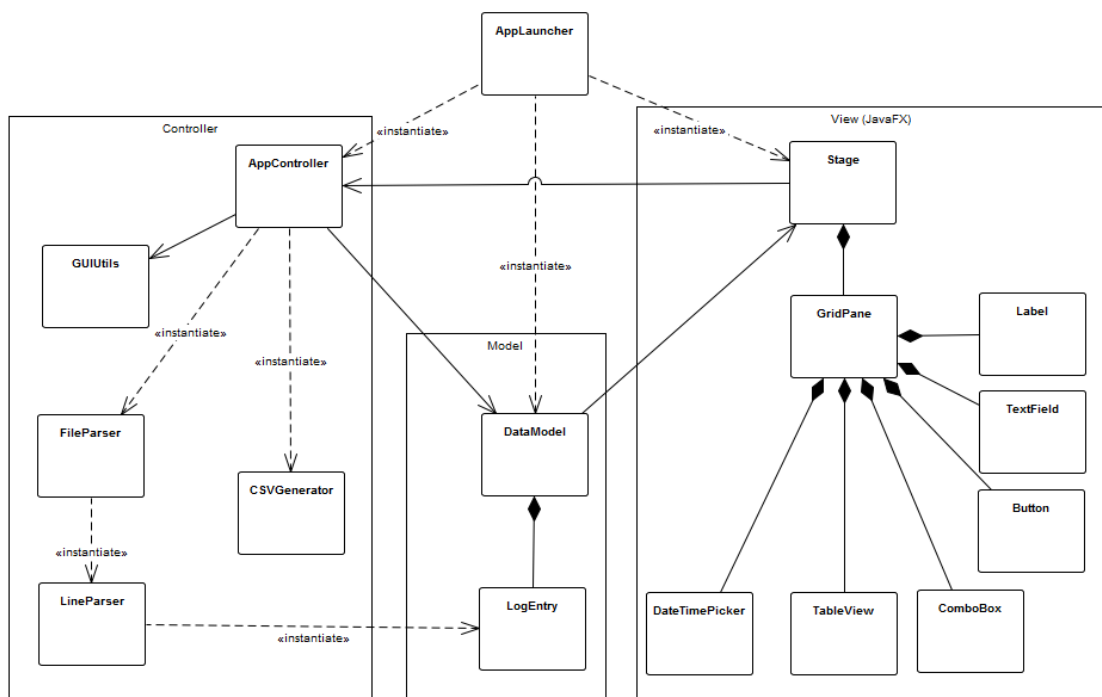 AppLauncher
Controller
«instantiate»
«instantiate»
View (JavaFX)
AppController
Stage
GUIUtils
«instantiate»
GridPane
Label
«instantiate»
Model
«instantiate»
TextField
FileParser
DataModel
CSVGenerator
Button
«instantiate»
LineParser
LogEntry
DateTimePicker
TableView
ComboBox
«instantiate»